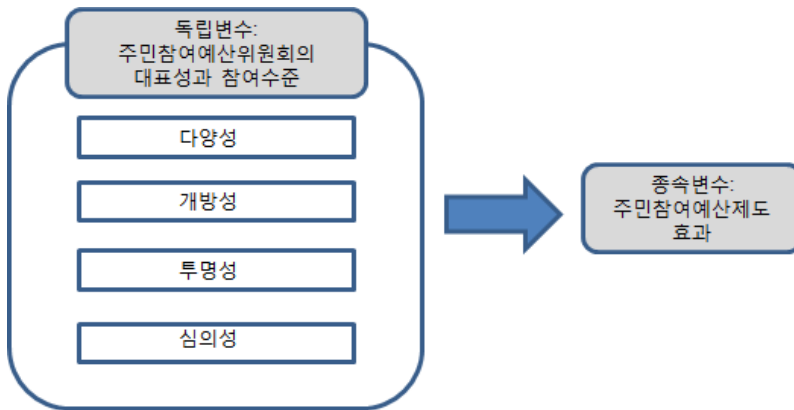 독립변수:
주민참여예산위원회의
대표성과 참여수준
다양성
개방성
투명성
심의성
종속변수:
주민참여예산제도
효과